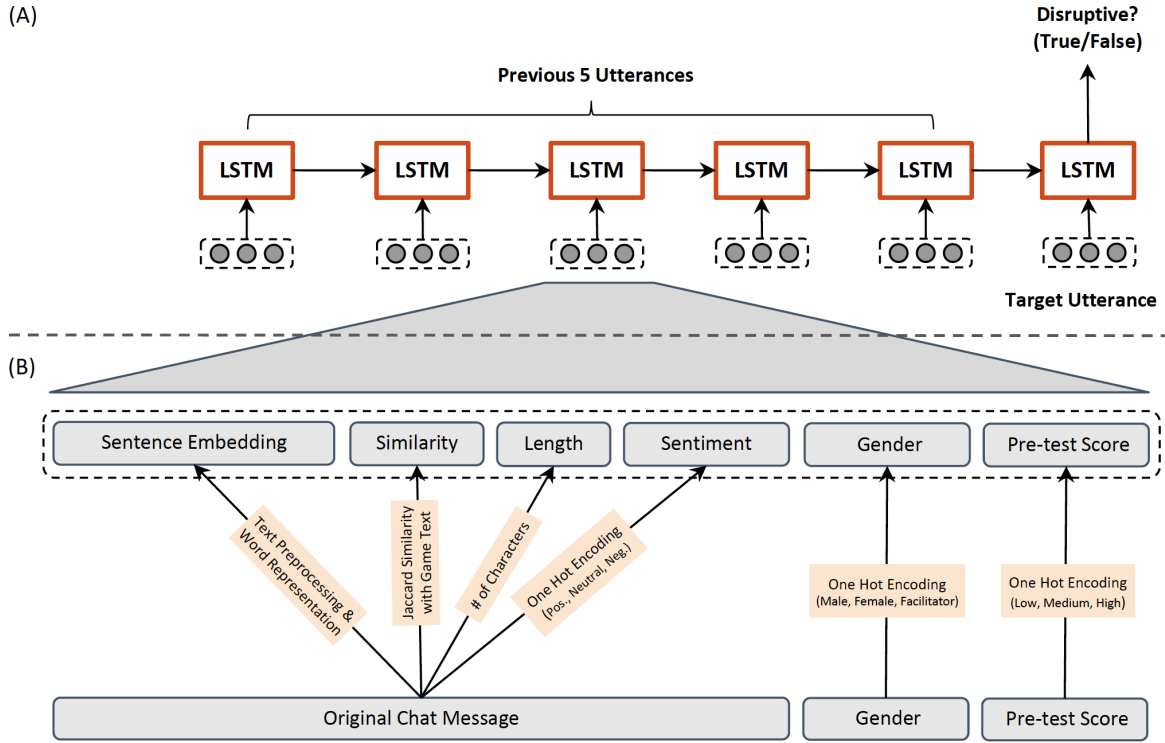 (A)
Disruptive?
(True/False)
Previous 5 Utterances
LSTM
LSTM
LSTM
LSTM
LSTM
LSTM
Target Utterance
(B)
Sentence Embedding
Similarity
Length
Sentiment
Gender
Pre-test Score
Text Preprocessing &
Word Representation
Jaccard Similarity
with Game Text
# of Characters
One Hot Encoding
(Pos., Neutral, Neg.)
One Hot Encoding
(Male, Female, Facilitator)
One Hot Encoding
(Low, Medium, High)
Original Chat Message
Gender
Pre-test Score